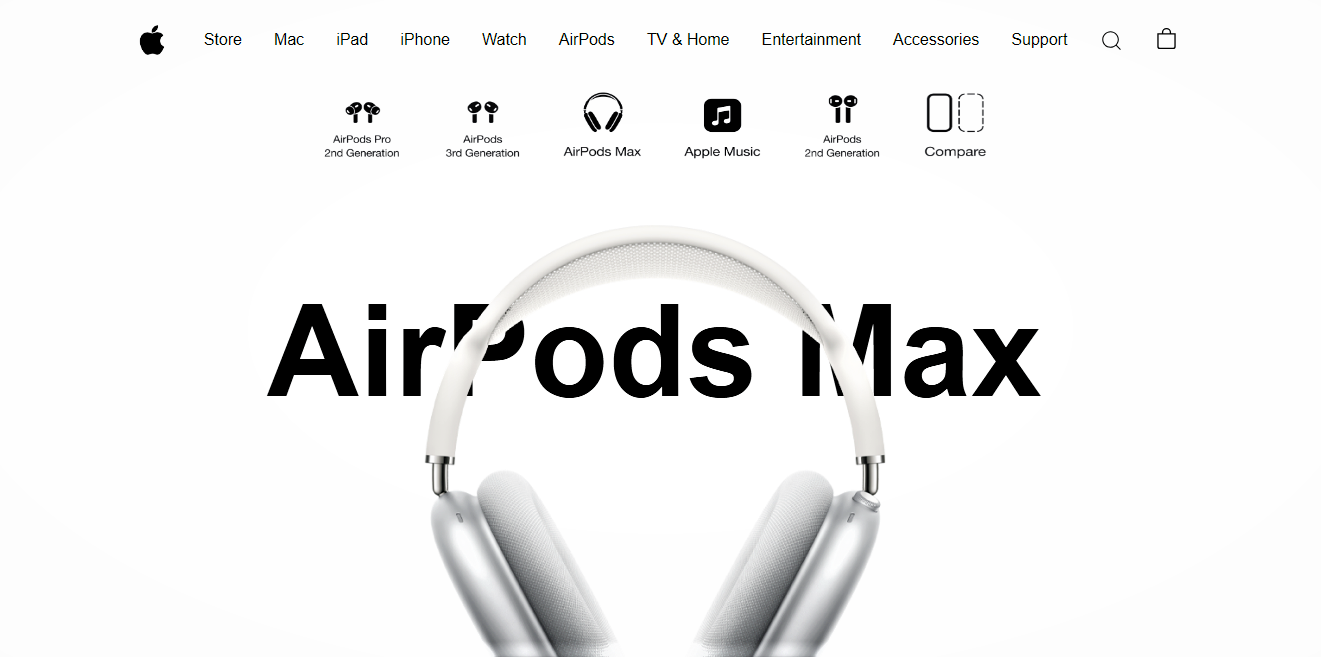 Store Mac iPad iPhone Watch AirPods TV & Home Entertainment Accessories Support
AirPods Pro
2nd Generation
AirPods
3rd Generation
AirPods Max
Apple Music
AirPods
2nd Generation
Compare
AirPods Max